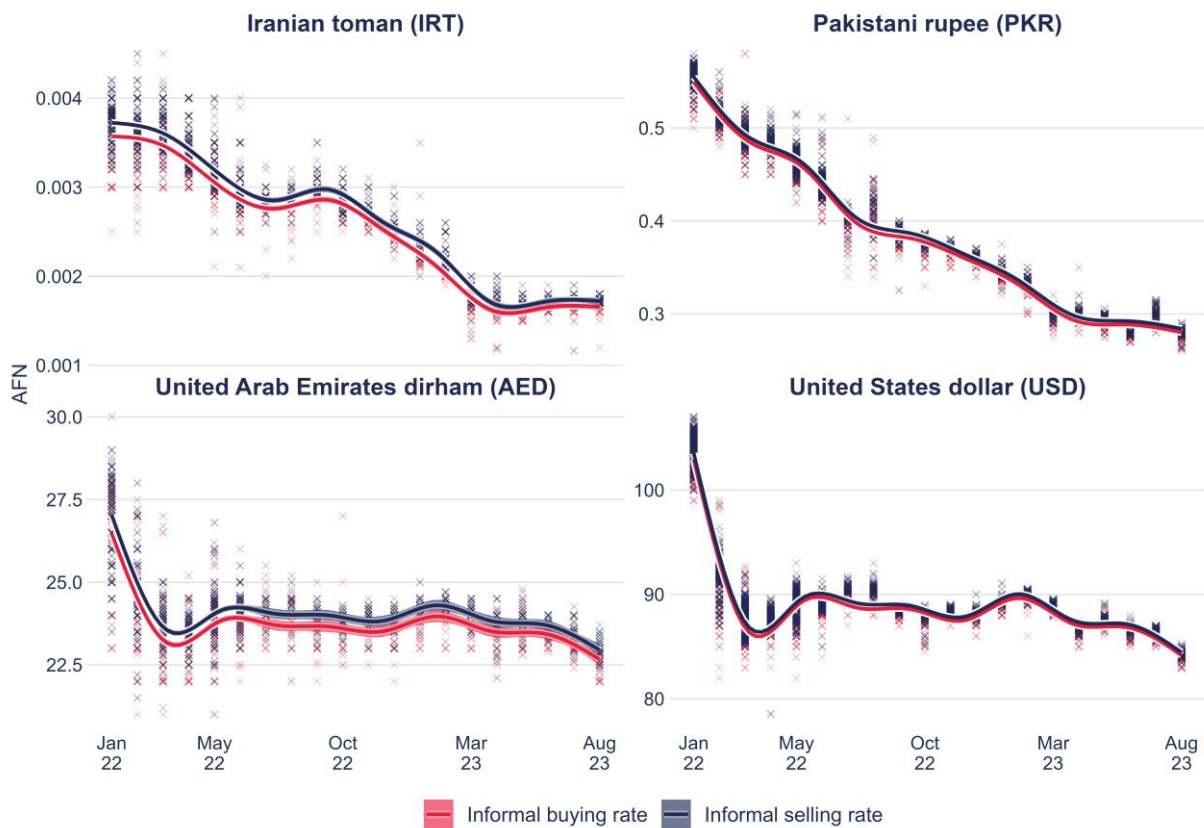 Iranian toman (IRT)
Pakistani rupee (PKR)
0.004
0.003
0.002
0.001
0.5
0.4
0.3
AFN
United Arab Emirates dirham (AED)
United States dollar (USD)
30.0
27.5
25.0
22.5
100
90
80
Jan
22
May
22
Oct
22
Mar
23
Aug
23
Jan
22
May
22
Oct
22
Mar
23
Aug
23
Informal buying rate
Informal selling rate